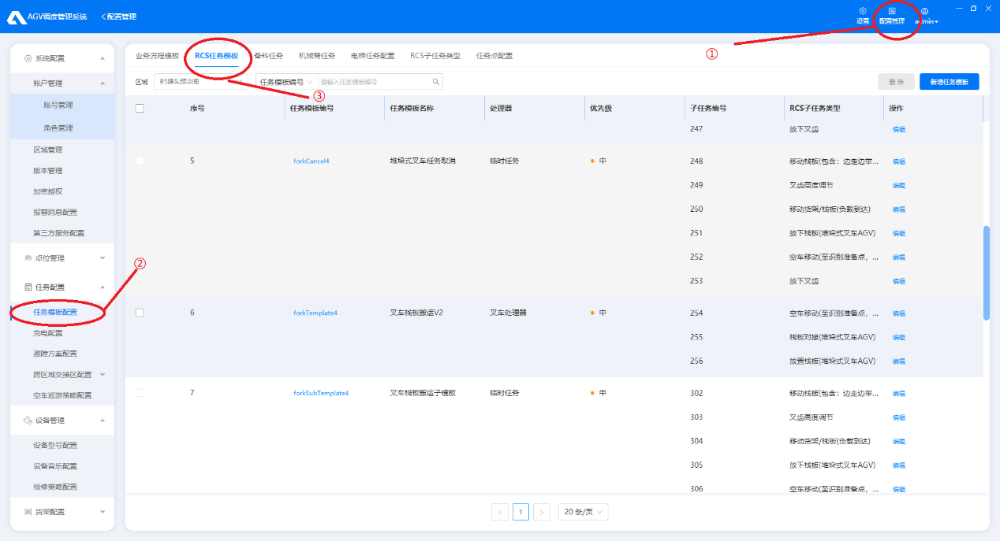 AGV调度管理系统 配置管理
设置 配置管理 admin
①
系统配置
账户管理
账号管理
角色管理
区域管理
版本管理
加密授权
报警消息配置
第三方服务配置
点位管理
②
任务配置
任务模板配置
充电配置
避障方案配置
跨区域交接区配置
空车巡游策略配置
设备管理
设备型号配置
设备音乐配置
检修策略配置
货架配置
业务流程模板 RCS任务模板 备料任务 机械臂任务 电梯任务配置 RCS子任务类型 任务点配置
区域 任务模板编号 请输入任务模板编号 删 除 新增任务模板
③
序号 任务模板编号 任务模板名称 处理器 优先级 子任务编号 RCS子任务类型 操作
247 放下叉齿 编辑
5 forkCancel4 堆垛式叉车任务取消 临时任务 中 248 移动栈板(包含：边走边举... 编辑
249 叉齿高度调节 编辑
250 移动货架/栈板(负载到达) 编辑
251 放下栈板(堆垛式叉车AGV) 编辑
252 空车移动(至识别准备点，... 编辑
253 放下叉齿 编辑
6 forkTemplate4 叉车栈板搬运V2 叉车处理器 中 254 空车移动(至识别准备点，... 编辑
255 栈板对接(堆垛式叉车AGV) 编辑
256 放置栈板(堆垛式叉车AGV) 编辑
7 forkSubTemplate4 叉车栈板搬运子模板 临时任务 中 302 移动栈板(包含：边走边举... 编辑
303 叉齿高度调节 编辑
304 移动货架/栈板(负载到达) 编辑
305 放下栈板(堆垛式叉车AGV) 编辑
306 空车移动(至识别准备点，... 编辑
1 20 条/页